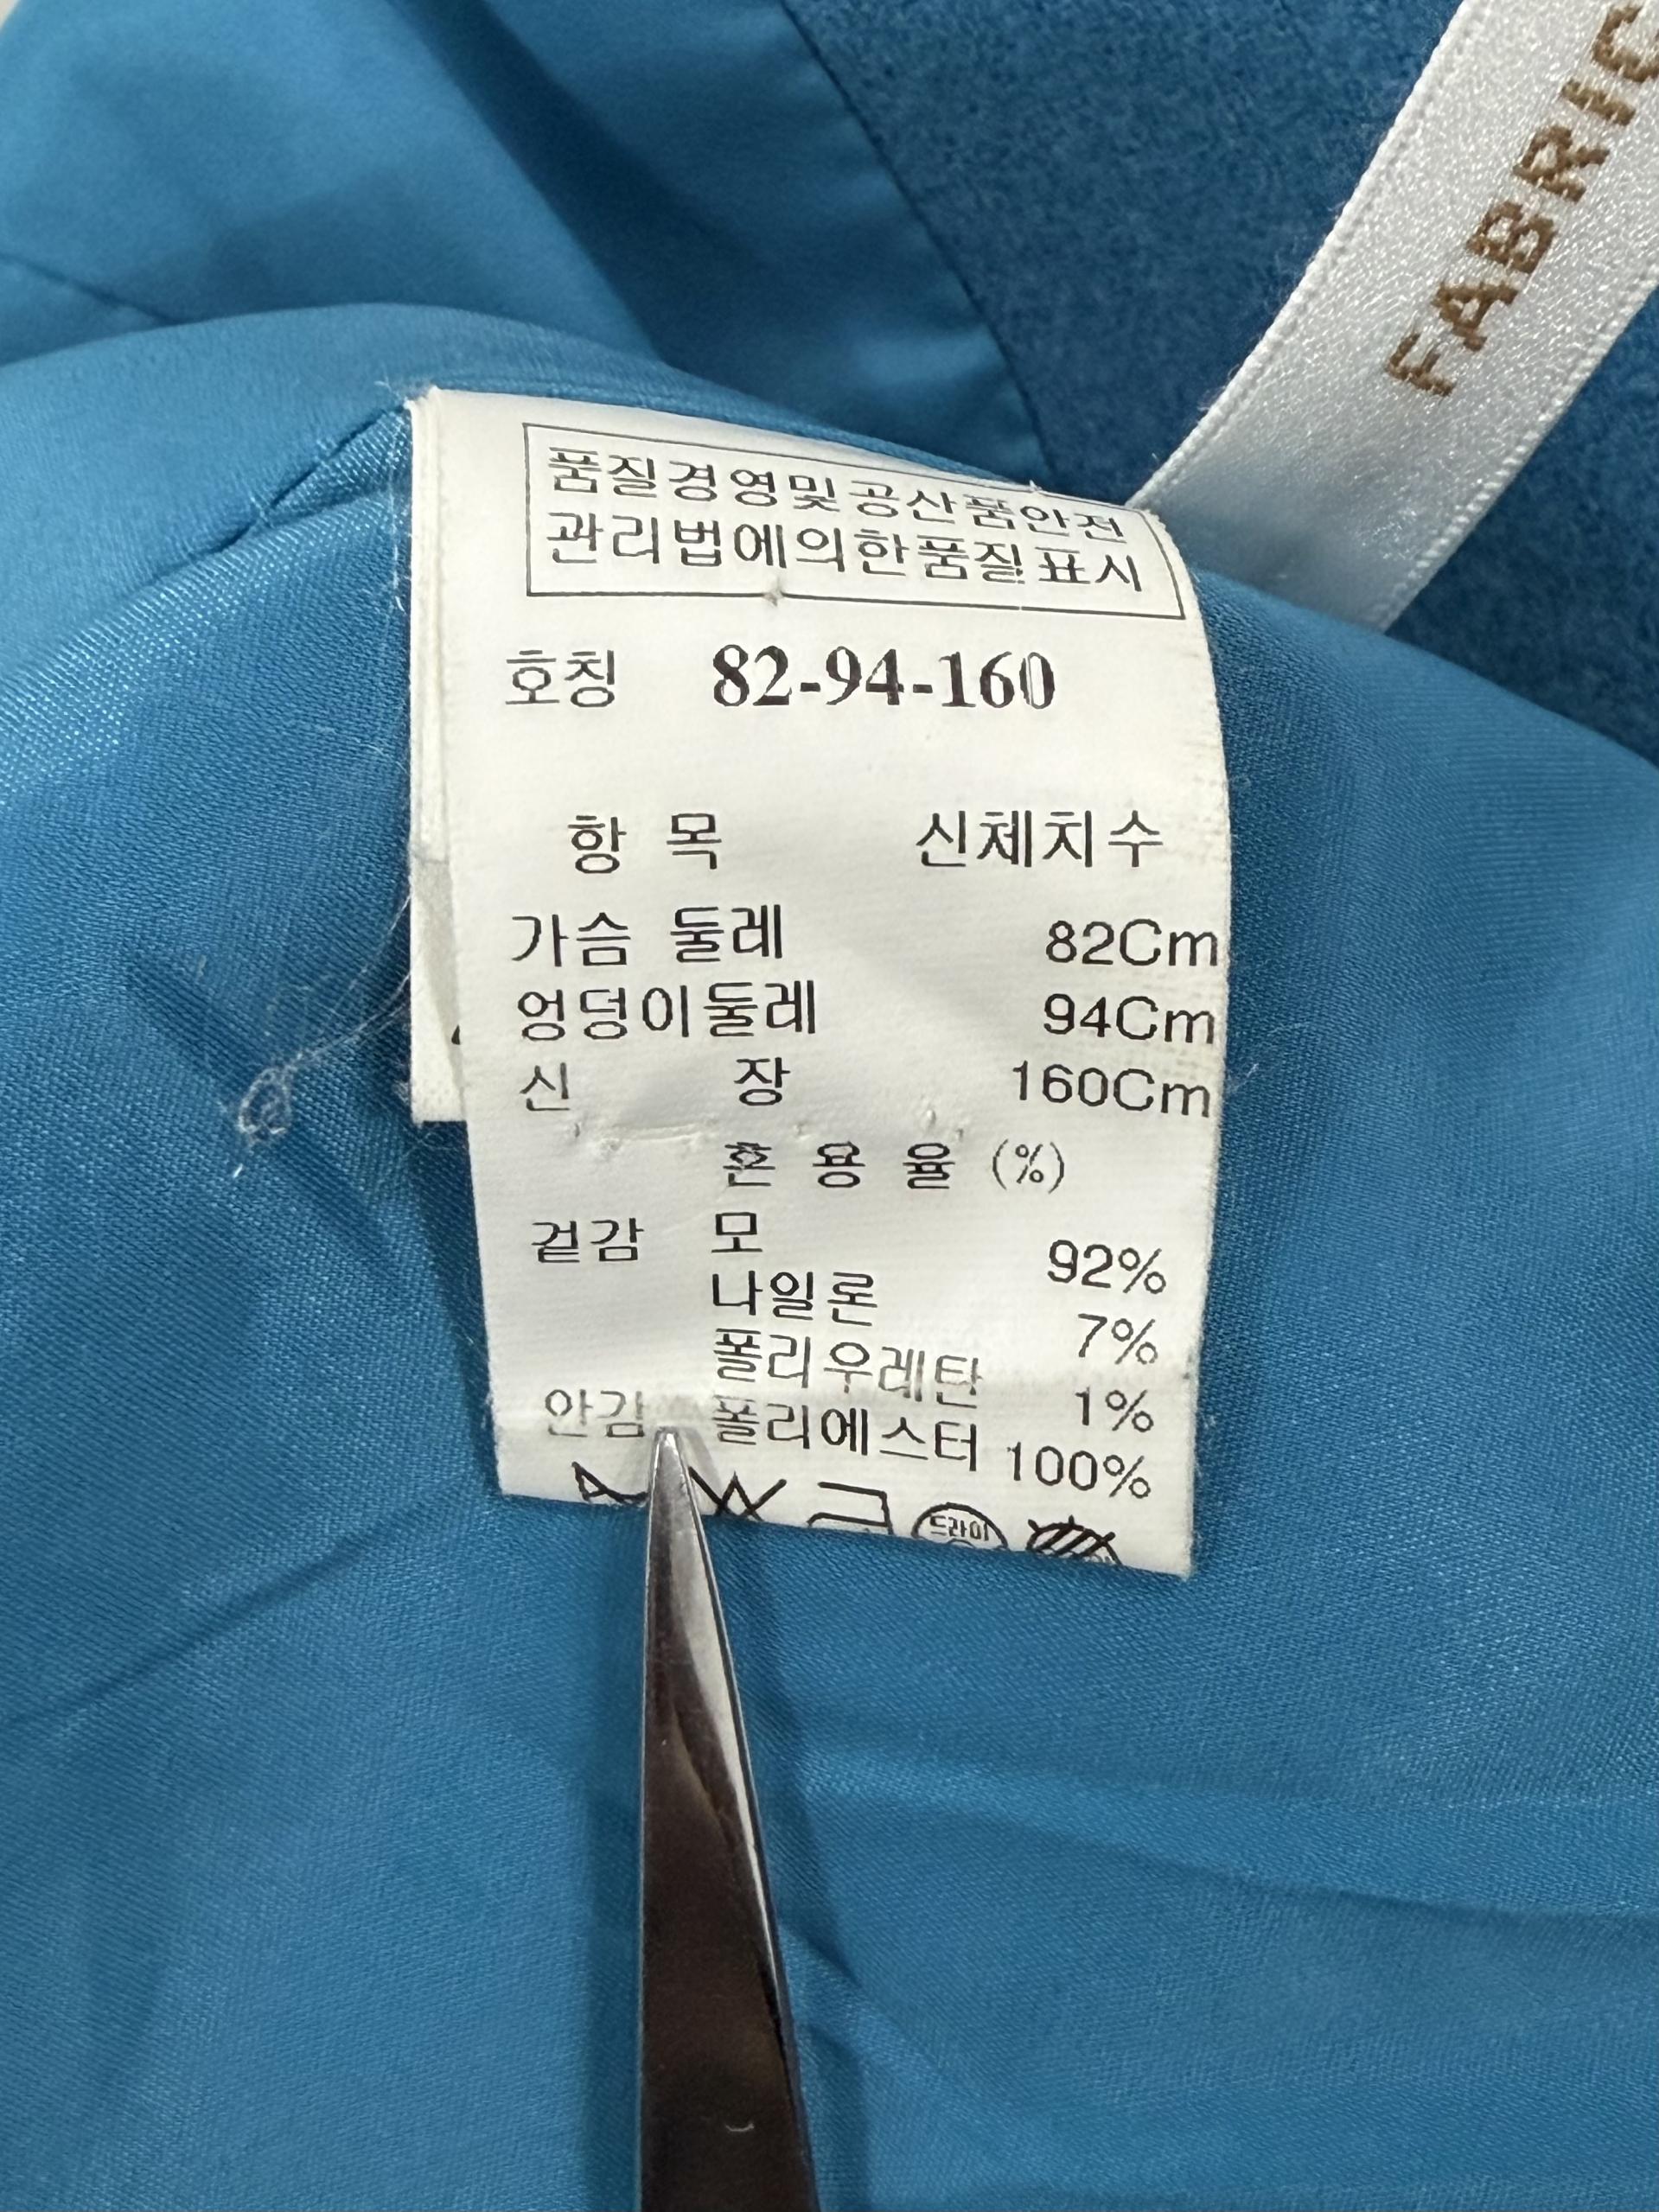 FABRIC
품질경영및공산품안전
관리법에의한품질표시
호칭 82-94-160
항 목 신체치수
가슴 둘레 82Cm
엉덩이둘레 94Cm
신 장 160Cm
혼 용 율 (%)
겉감 모 92%
나일론 7%
폴리우레탄 1%
안감 폴리에스터 100%
드라이